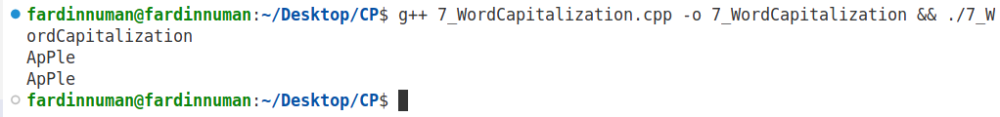 fardinnuman@fardinnuman:~/Desktop/CP$ g++ 7_WordCapitalization.cpp -o 7_WordCapitalization && ./7_W
ordCapitalization
ApPle
ApPle
fardinnuman@fardinnuman:~/Desktop/CP$